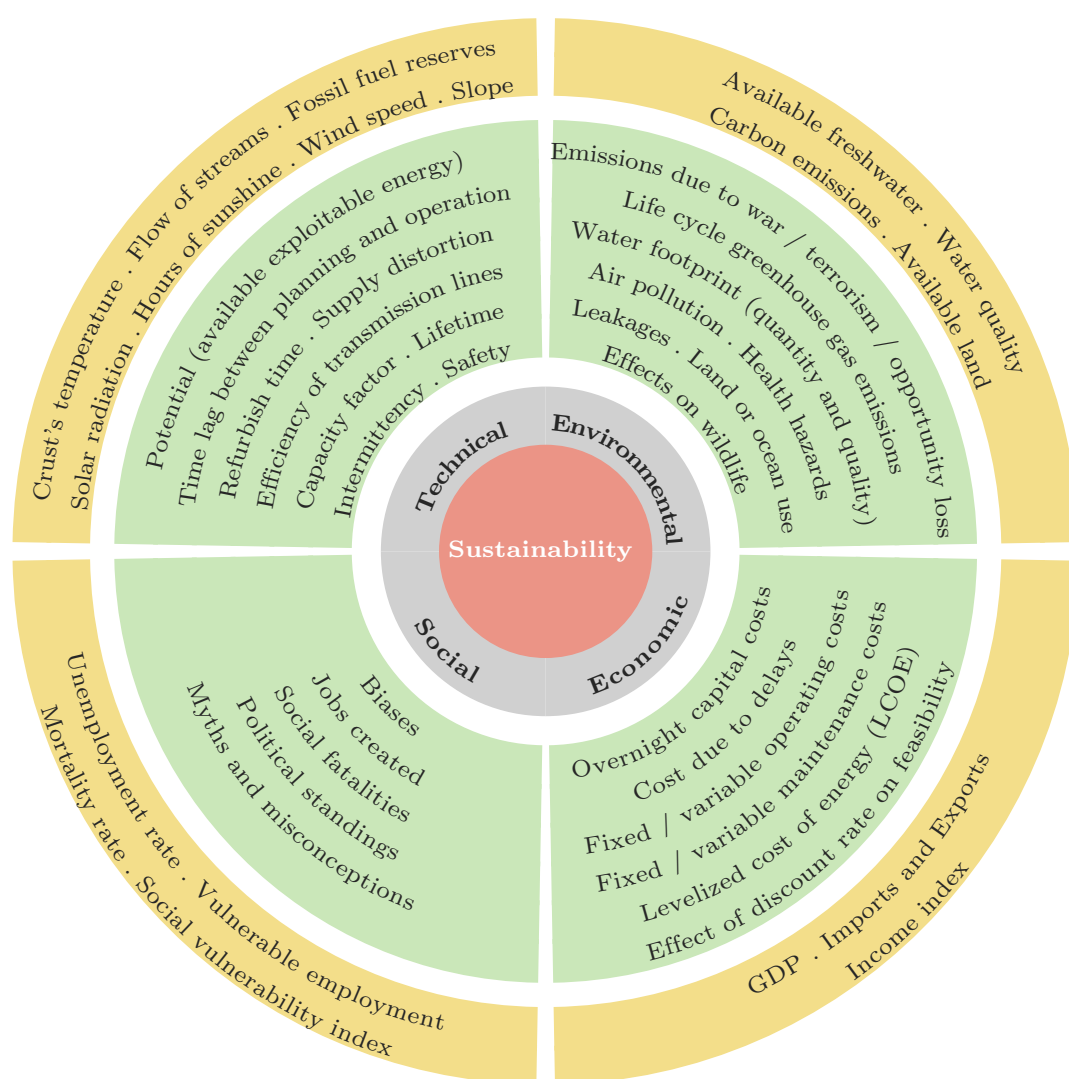 Crust's temperature . Flow of streams . Fossil fuel reserves
Solar radiation . Hours of sunshine . Wind speed . Slope
Potential (available exploitable energy)
Time lag between planning and operation
Refurbish time . Supply distortion
Efficiency of transmission lines
Capacity factor . Lifetime
Intermittency . Safety
Technical
Available freshwater . Water quality
Carbon emissions . Available land
Emissions due to war / terrorism / opportunity loss
Life cycle greenhouse gas emissions
Water footprint (quantity and quality)
Air pollution . Health hazards
Leakages . Land or ocean use
Effects on wildlife
Environmental
Sustainability
Social
Biases
Jobs created
Social fatalities
Political standings
Myths and misconceptions
Unemployment rate . Vulnerable employment
Mortality rate . Social vulnerability index
Economic
Overnight capital costs
Cost due to delays
Fixed / variable operating costs
Fixed / variable maintenance costs
Levelized cost of energy (LCOE)
Effect of discount rate on feasibility
GDP . Imports and Exports
Income index